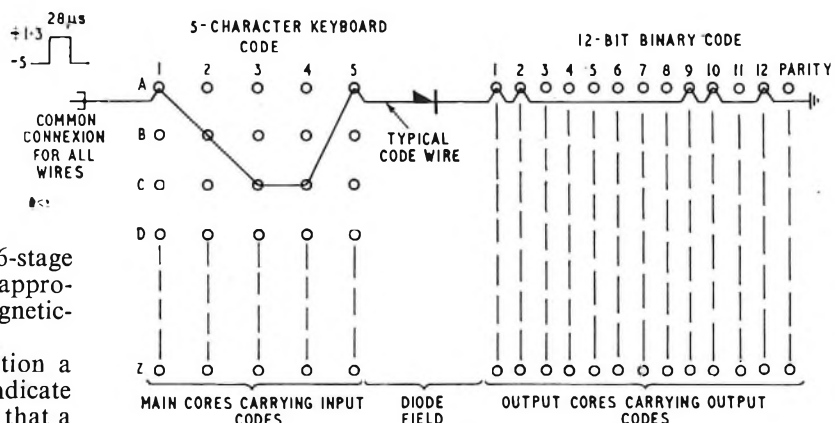 28μs
+1·3
-5
5-CHARACTER KEYBOARD
CODE
12-BIT BINARY CODE
1 2 3 4 5
1 2 3 4 5 6 7 8 9 10 11 12 PARITY
A
B
C
D
Z
COMMON
CONNEXION
FOR ALL
WIRES
TYPICAL
CODE WIRE
MAIN CORES CARRYING INPUT
CODES
DIODE
FIELD
OUTPUT CORES CARRYING OUTPUT
CODES
6-stage
appro-
gnetic-
tion a
ndicate
that a